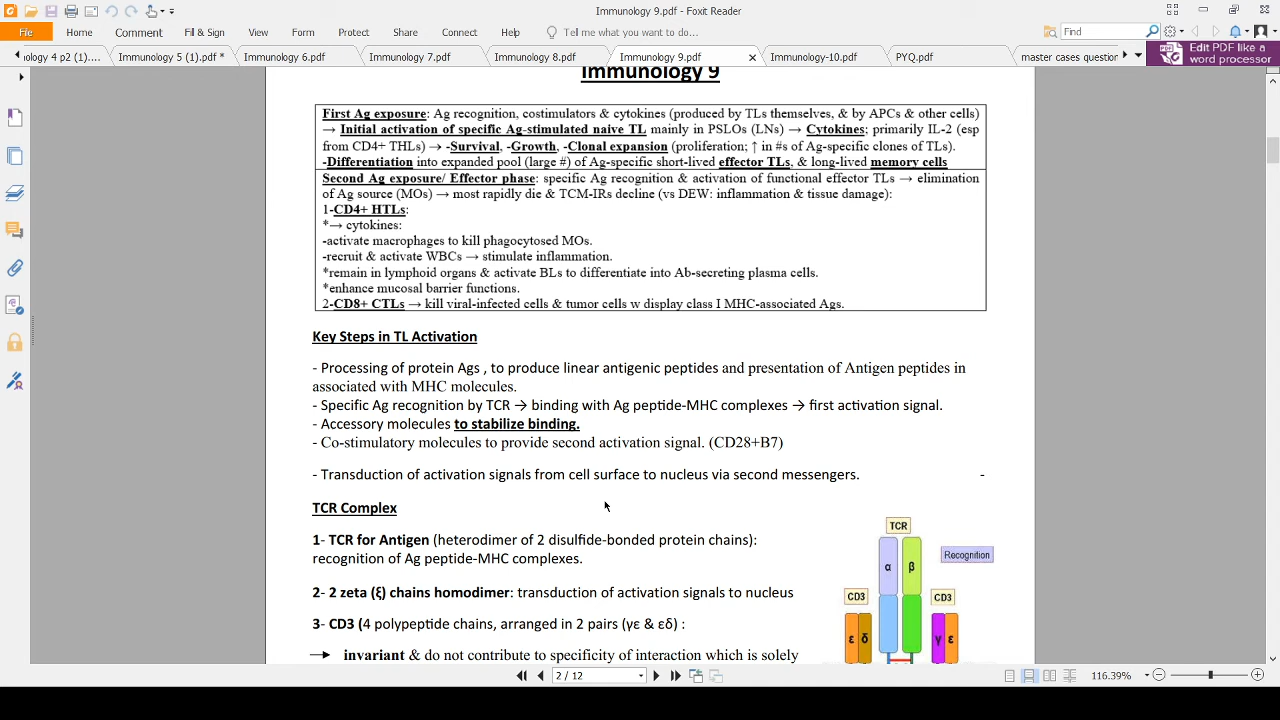 Immunology 9.pdf - Foxit Reader
File Home Comment View Form Protect Share Connect Help Tell me what you want to do... Find
ology 4 p2 (1).... Immunology 5 (1).pdf * Immunology 6.pdf Immunology 7.pdf Immunology 8.pdf Immunology 9.pdf Immunology-10.pdf PYQ.pdf master cases question
Edit PDF like a
word processor
Immunology 9
First Ag exposure: Ag recognition, costimulators & cytokines (produced by TLs themselves, & by APCs & other cells)
→ Initial activation of specific Ag-stimulated naive TL mainly in PSLOs (LNs) → Cytokines; primarily IL-2 (esp
from CD4+ THLs) → -Survival, -Growth, -Clonal expansion (proliferation; ↑ in #s of Ag-specific clones of TLs).
-Differentiation into expanded pool (large #) of Ag-specific short-lived effector TLs, & long-lived memory cells
Second Ag exposure/ Effector phase: specific Ag recognition & activation of functional effector TLs → elimination
of Ag source (MOs) → most rapidly die & TCM-IRs decline (vs DEW: inflammation & tissue damage):
1-CD4+ HTLs:
*→ cytokines:
-activate macrophages to kill phagocytosed MOs.
-recruit & activate WBCs → stimulate inflammation.
*remain in lymphoid organs & activate BLs to differentiate into Ab-secreting plasma cells.
*enhance mucosal barrier functions.
2-CD8+ CTLs → kill viral-infected cells & tumor cells w display class I MHC-associated Ags.
Key Steps in TL Activation
- Processing of protein Ags , to produce linear antigenic peptides and presentation of Antigen peptides in
associated with MHC molecules.
- Specific Ag recognition by TCR → binding with Ag peptide-MHC complexes → first activation signal.
- Accessory molecules to stabilize binding.
- Co-stimulatory molecules to provide second activation signal. (CD28+B7)
- Transduction of activation signals from cell surface to nucleus via second messengers. -
TCR Complex
1- TCR for Antigen (heterodimer of 2 disulfide-bonded protein chains):
recognition of Ag peptide-MHC complexes.
2- 2 zeta (ξ) chains homodimer: transduction of activation signals to nucleus
3- CD3 (4 polypeptide chains, arranged in 2 pairs (γε & εδ) :
→ invariant & do not contribute to specificity of interaction which is solely
TCR
Recognition
α β
CD3 CD3
ε δ γ ε
2 / 12
116.39%